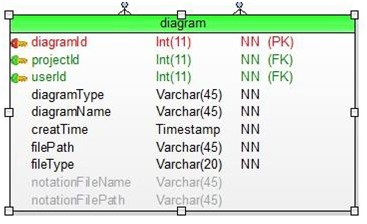 diagram
diagramId Int(11) NN (PK)
projectId Int(11) NN (FK)
userId Int(11) NN (FK)
diagramType Varchar(45) NN
diagramName Varchar(45) NN
creatTime Timestamp NN
filePath Varchar(45) NN
fileType Varchar(20) NN
notationFileName Varchar(45)
notationFilePath Varchar(45)